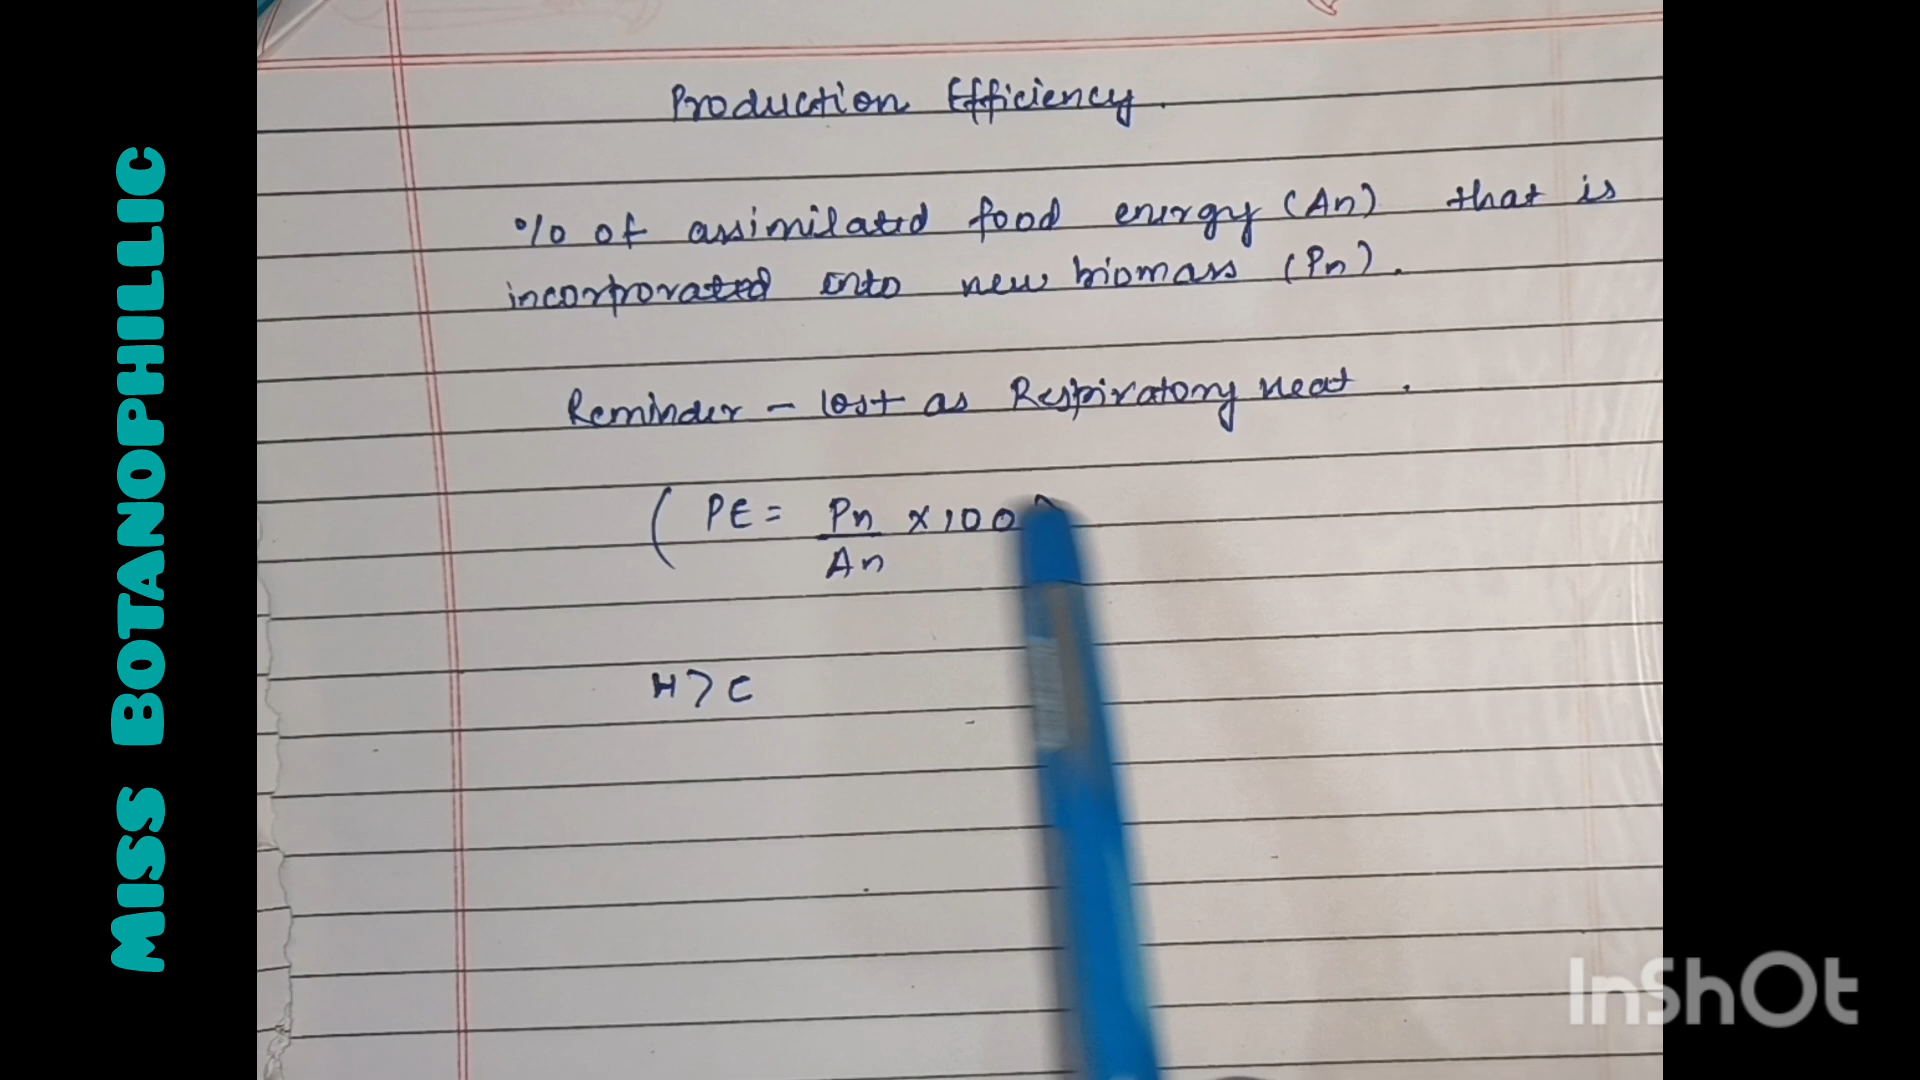 MISS BOTANOPHILLIC
Production Efficiency.
% of assimilated food energy (An) that is
incorporated into new biomass (Pn).
Reminder - lost as Respiratory heat.
( PE = Pn/An × 100 )
H > C
InShOt